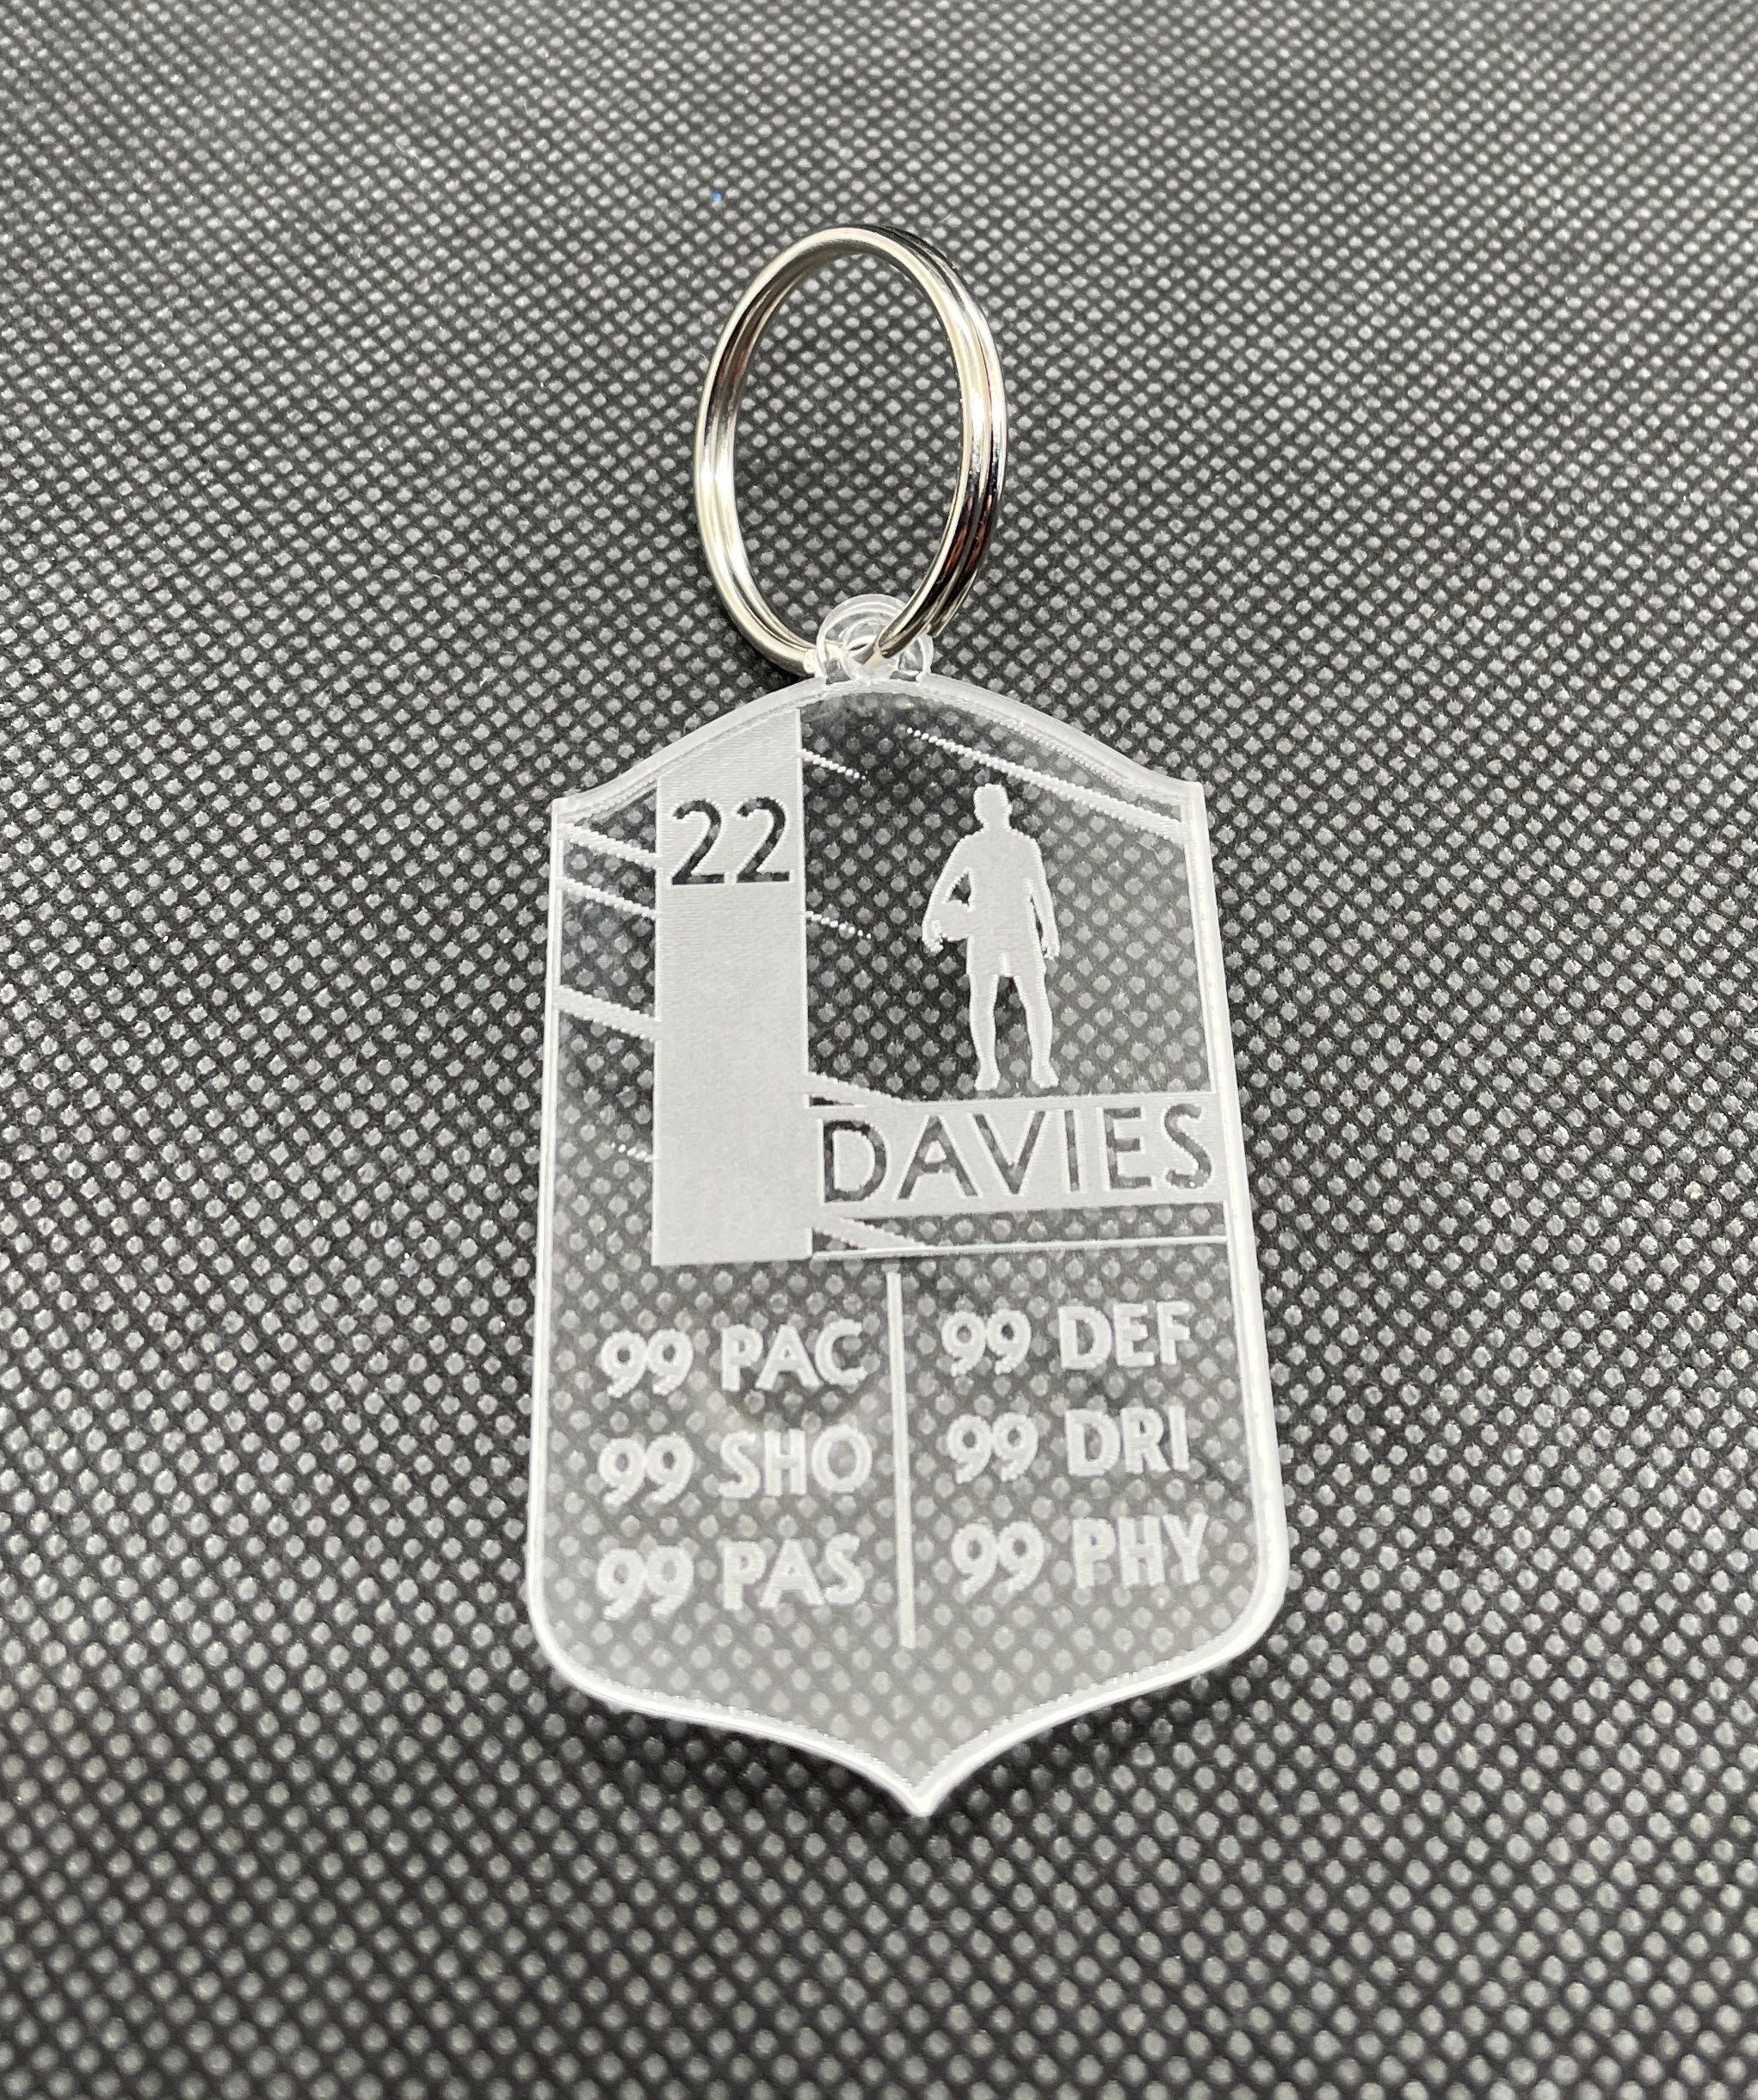 22
DAVIES
99 PAC
99 SHO
99 PAS
99 DEF
99 DRI
99 PHY